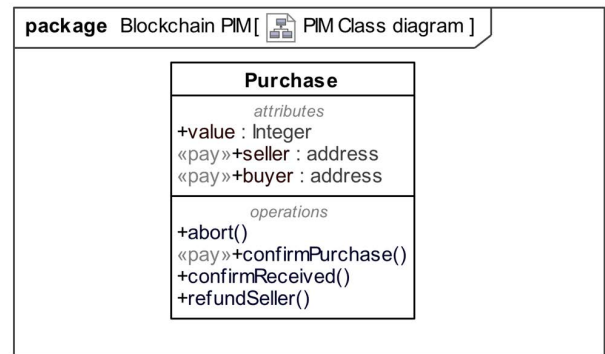 package Blockchain PIM[ PIM Class diagram ]
Purchase
attributes
+value : Integer
«pay»+seller : address
«pay»+buyer : address
operations
+abort()
«pay»+confirmPurchase()
+confirmReceived()
+refundSeller()